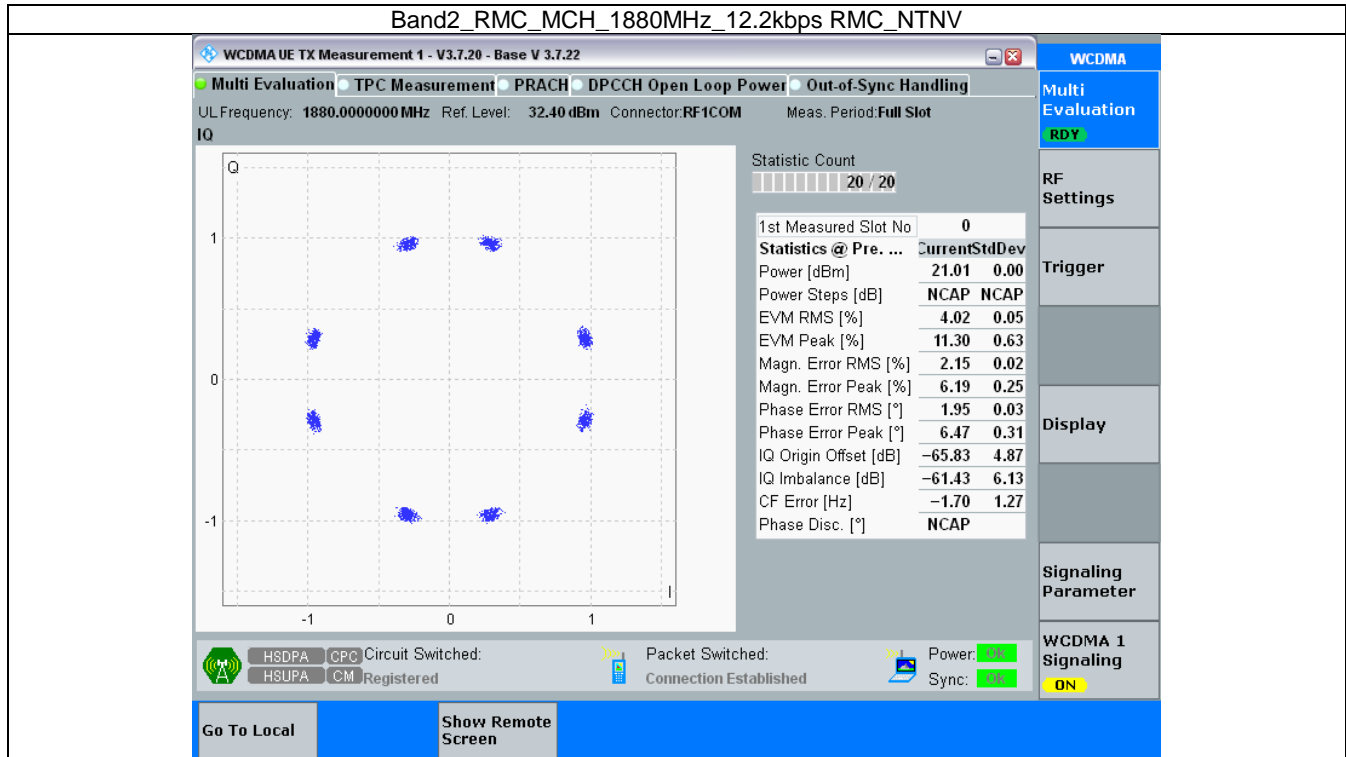 Band2_RMC_MCH_1880MHz_12.2kbps RMC_NTNV
WCDMA UE TX Measurement 1 - V3.7.20 - Base V 3.7.22
WCDMA
Multi Evaluation TPC Measurement PRACH DPCCH Open Loop Power Out-of-Sync Handling
Multi
Evaluation
RDY
UL Frequency: 1880.0000000 MHz Ref. Level: 32.40 dBm Connector:RF1COM Meas. Period:Full Slot
IQ
Q
1
0
-1
I
-1 0 1
Statistic Count
20 / 20
1st Measured Slot No 0
Statistics @ Pre. ... CurrentStdDev
Power [dBm] 21.01 0.00
Power Steps [dB] NCAP NCAP
EVM RMS [%] 4.02 0.05
EVM Peak [%] 11.30 0.63
Magn. Error RMS [%] 2.15 0.02
Magn. Error Peak [%] 6.19 0.25
Phase Error RMS [°] 1.95 0.03
Phase Error Peak [°] 6.47 0.31
IQ Origin Offset [dB] −65.83 4.87
IQ Imbalance [dB] −61.43 6.13
CF Error [Hz] −1.70 1.27
Phase Disc. [°] NCAP
RF
Settings
Trigger
Display
Signaling
Parameter
WCDMA 1
Signaling
ON
HSDPA CPC Circuit Switched: Packet Switched: Power: OK
HSUPA CM Registered Connection Established Sync: OK
Go To Local
Show Remote
Screen